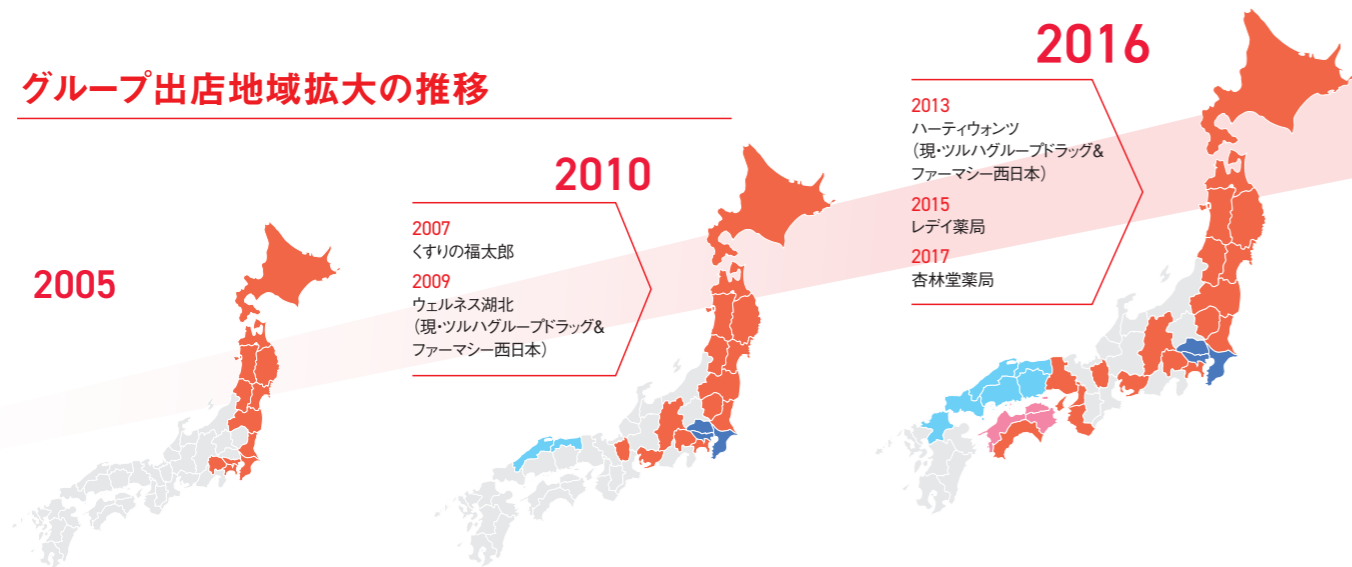 グループ出店地域拡大の推移
2005
2010
2007
くすりの福太郎
2009
ウェルネス湖北
（現・ツルハグループドラッグ&
ファーマシー西日本）
2016
2013
ハーティウォンツ
（現・ツルハグループドラッグ&
ファーマシー西日本）
2015
レデイ薬局
2017
杏林堂薬局